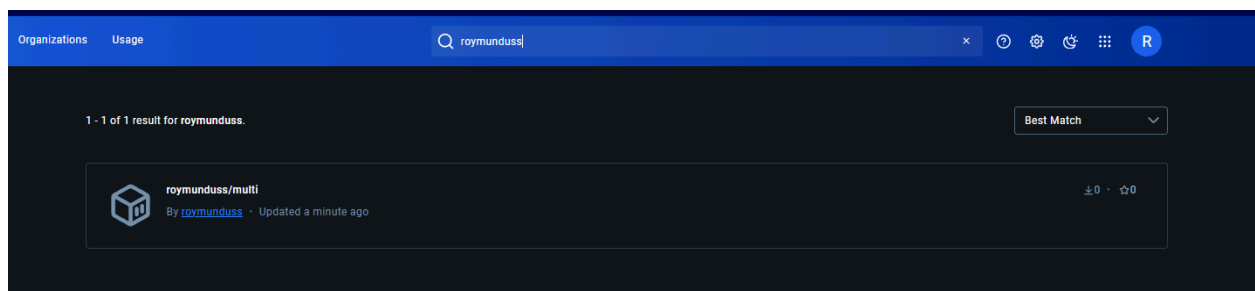 Organizations Usage roymunduss × R
1 - 1 of 1 result for roymunduss.
Best Match
roymunduss/multi
0 · 0
By roymunduss · Updated a minute ago